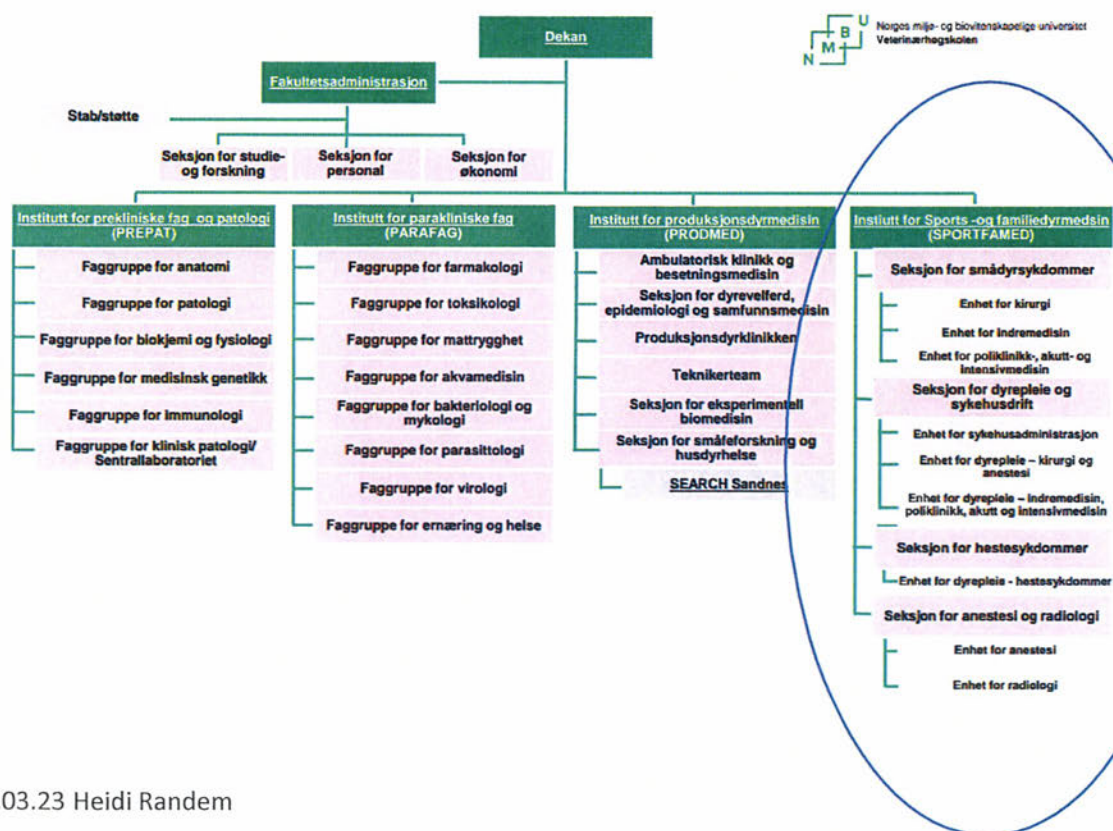 Dekan
N M B U
Norges miljø- og biovitenskapelige universitet
Veterinærhøgskolen
Fakultetsadministrasjon
Stab/støtte
Seksjon for studie-
og forskning
Seksjon for
personal
Seksjon for
økonomi
Institutt for prekliniske fag og patologi
(PREPAT)
Faggruppe for anatomi
Faggruppe for patologi
Faggruppe for biokjemi og fysiologi
Faggruppe for medisinsk genetikk
Faggruppe for immunologi
Faggruppe for klinisk patologi/
Sentrallaboratoriet
Institutt for parakliniske fag
(PARAFAG)
Faggruppe for farmakologi
Faggruppe for toksikologi
Faggruppe for mattrygghet
Faggruppe for akvamedisin
Faggruppe for bakteriologi og
mykologi
Faggruppe for parasittologi
Faggruppe for virologi
Faggruppe for ernæring og helse
Institutt for produksjonsdyrmedisin
(PRODMED)
Ambulatorisk klinikk og
besetningsmedisin
Seksjon for dyrevelferd,
epidemiologi og samfunnsmedisin
Produksjonsdyrklinikken
Teknikerteam
Seksjon for eksperimentell
biomedisin
Seksjon for småfeforskning og
husdyrhelse
SEARCH Sandnes
Instiutt for Sports -og familiedyrmedsin
(SPORTFAMED)
Seksjon for smådyrsykdommer
Enhet for kirurgi
Enhet for indremedisin
Enhet for poliklinikk-, akutt- og
intensivmedisin
Seksjon for dyrepleie og
sykehusdrift
Enhet for sykehusadministrasjon
Enhet for dyrepleie – kirurgi og
anestesi
Enhet for dyrepleie – indremedisin,
poliklinikk, akutt og intensivmedisin
Seksjon for hestesykdommer
Enhet for dyrepleie - hestesykdommer
Seksjon for anestesi og radiologi
Enhet for anestesi
Enhet for radiologi
.03.23 Heidi Randem